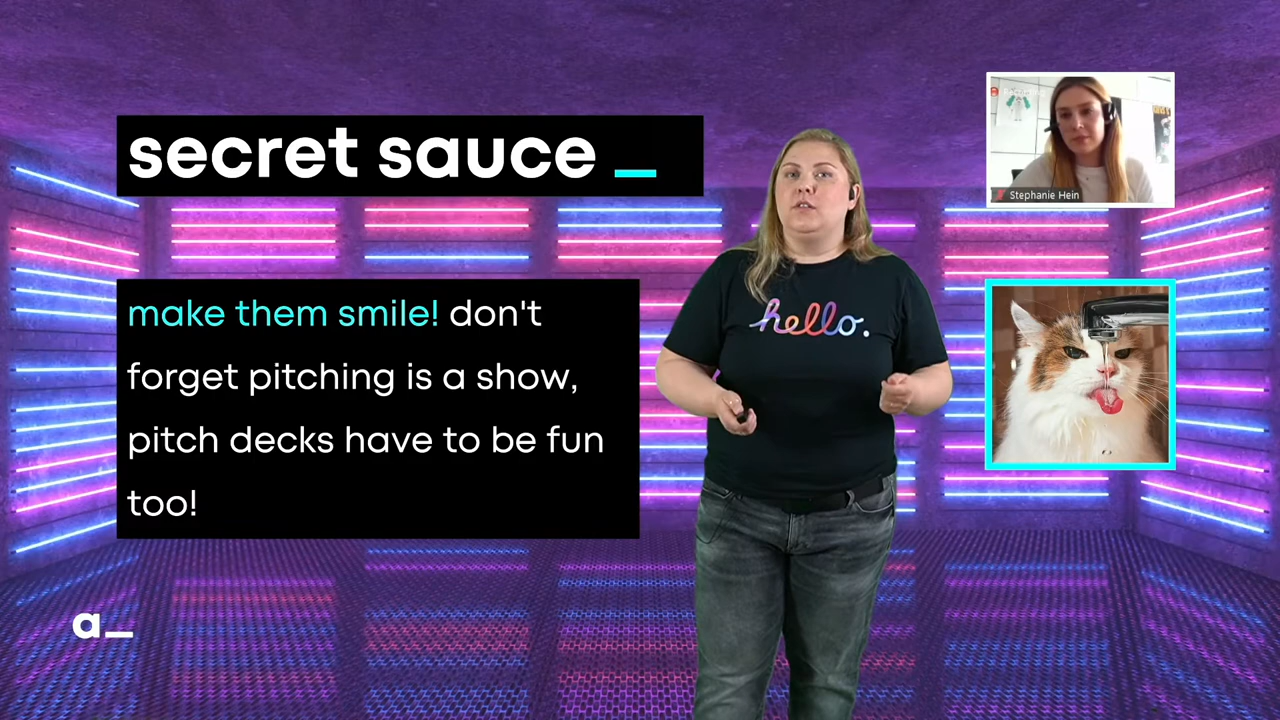 secret sauce _
make them smile! don't
forget pitching is a show,
pitch decks have to be fun
too!
hello.
Stephanie Hein
a_